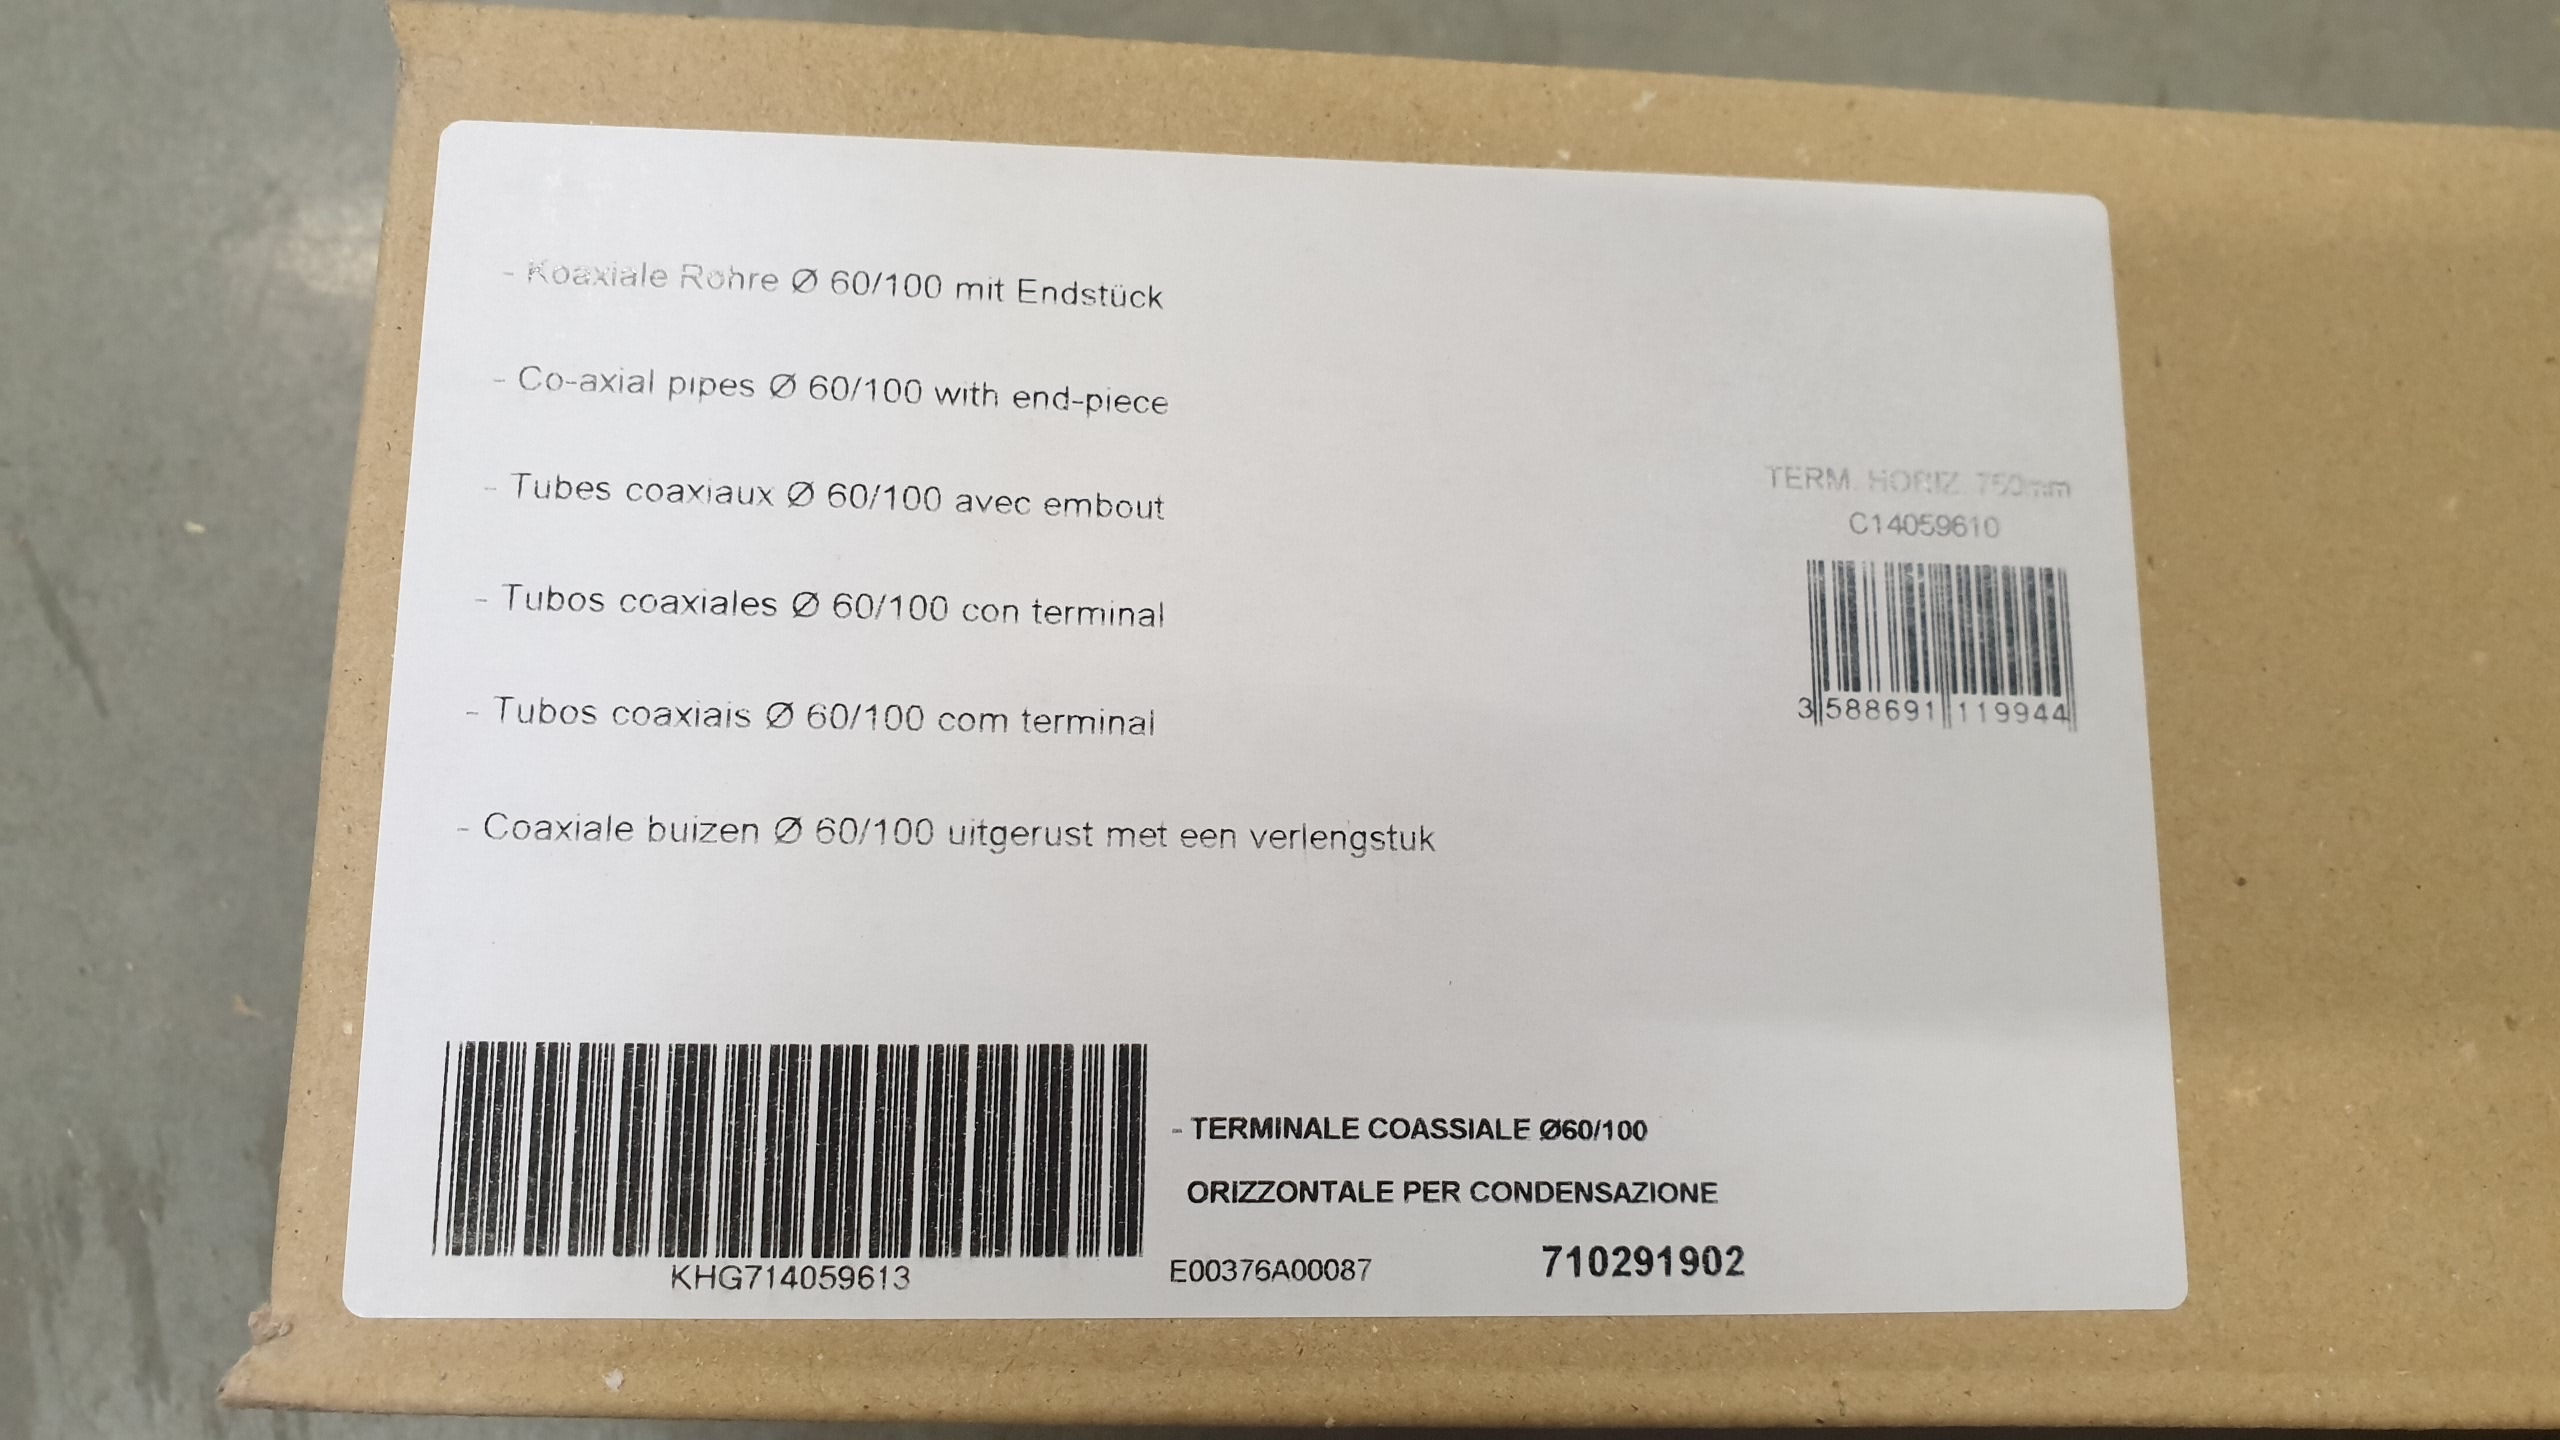 - Koaxiale Rohre Ø 60/100 mit Endstück
- Co-axial pipes Ø 60/100 with end-piece
- Tubes coaxiaux Ø 60/100 avec embout
- Tubos coaxiales Ø 60/100 con terminal
- Tubos coaxiais Ø 60/100 com terminal
- Coaxiale buizen Ø 60/100 uitgerust met een verlengstuk
TERM. HORIZ. 750mm
C14059610
3 588691 119944
KHG714059613
- TERMINALE COASSIALE Ø60/100
ORIZZONTALE PER CONDENSAZIONE
E00376A00087 710291902